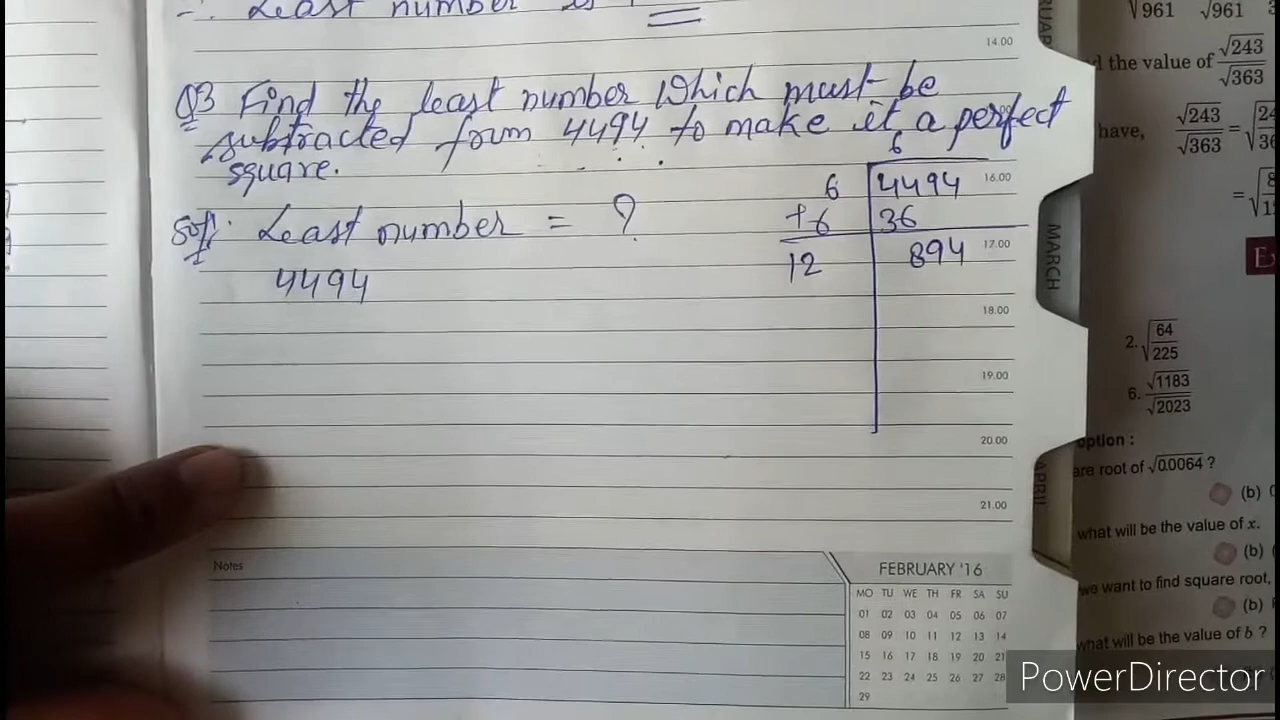 ∴ Least number is
Q3 Find the least number which must be
subtracted form 4494 to make it a perfect
square.
Sol: Least number = ?
4494
6
6 4494
+6 36
12 894
14.00
16.00
17.00
18.00
19.00
20.00
21.00
MARCH
APRIL
Notes
FEBRUARY '16
MO TU WE TH FR SA SU
01 02 03 04 05 06 07
08 09 10 11 12 13 14
15 16 17 18 19 20 21
22 23 24 25 26 27 28
29
√961 √961
the value of √243/√363
have, √243/√363 =
2. √64/225
6. √1183/√2023
option :
are root of √0.0064 ?
(b)
what will be the value of x.
(b)
we want to find square root,
(b)
what will be the value of b ?
PowerDirector